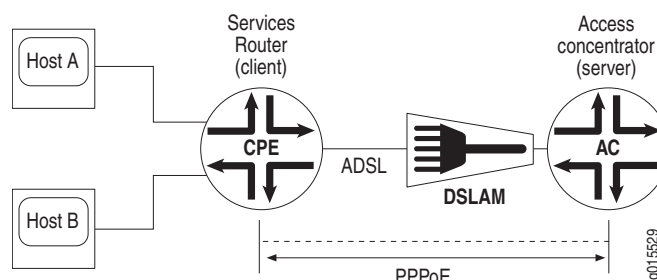 Services
Router
(client)
Access
concentrator
(server)
Host A
CPE
AC
ADSL
DSLAM
Host B
PPPoE
g015529